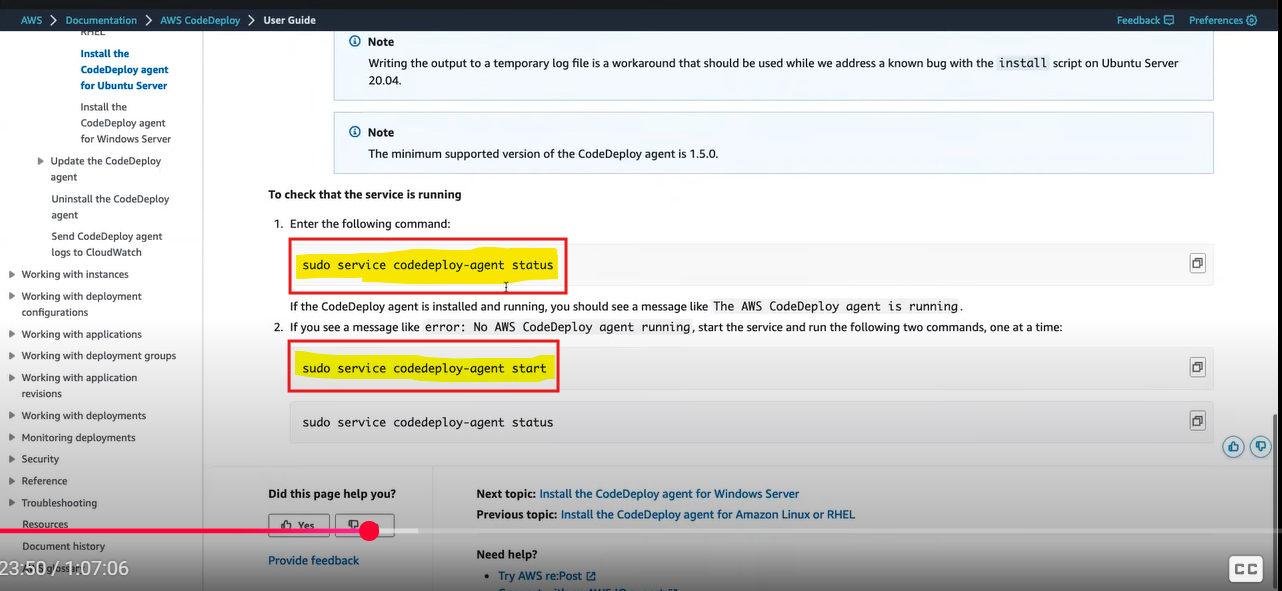 AWS > Documentation > AWS CodeDeploy > User Guide
Feedback
Preferences
RHEL
Install the
CodeDeploy agent
for Ubuntu Server
Install the
CodeDeploy agent
for Windows Server
Update the CodeDeploy
agent
Uninstall the CodeDeploy
agent
Send CodeDeploy agent
logs to CloudWatch
Working with instances
Working with deployment
configurations
Working with applications
Working with deployment groups
Working with application
revisions
Working with deployments
Monitoring deployments
Security
Reference
Troubleshooting
Resources
Document history
AWS glossary
Note
Writing the output to a temporary log file is a workaround that should be used while we address a known bug with the install script on Ubuntu Server
20.04.
Note
The minimum supported version of the CodeDeploy agent is 1.5.0.
To check that the service is running
1. Enter the following command:
sudo service codedeploy-agent status
If the CodeDeploy agent is installed and running, you should see a message like The AWS CodeDeploy agent is running.
2. If you see a message like error: No AWS CodeDeploy agent running, start the service and run the following two commands, one at a time:
sudo service codedeploy-agent start
sudo service codedeploy-agent status
Did this page help you?
Yes
Provide feedback
Next topic: Install the CodeDeploy agent for Windows Server
Previous topic: Install the CodeDeploy agent for Amazon Linux or RHEL
Need help?
• Try AWS re:Post
23:50 / 1:07:06
CC